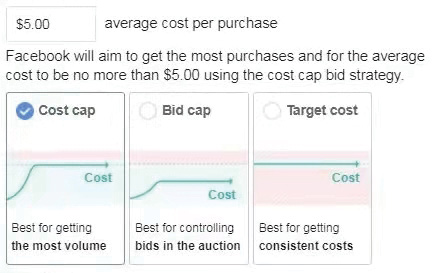 $5.00 average cost per purchase
Facebook will aim to get the most purchases and for the average
cost to be no more than $5.00 using the cost cap bid strategy.
Cost cap
Cost
Best for getting
the most volume
Bid cap
Cost
Best for controlling
bids in the auction
Target cost
Cost
Best for getting
consistent costs